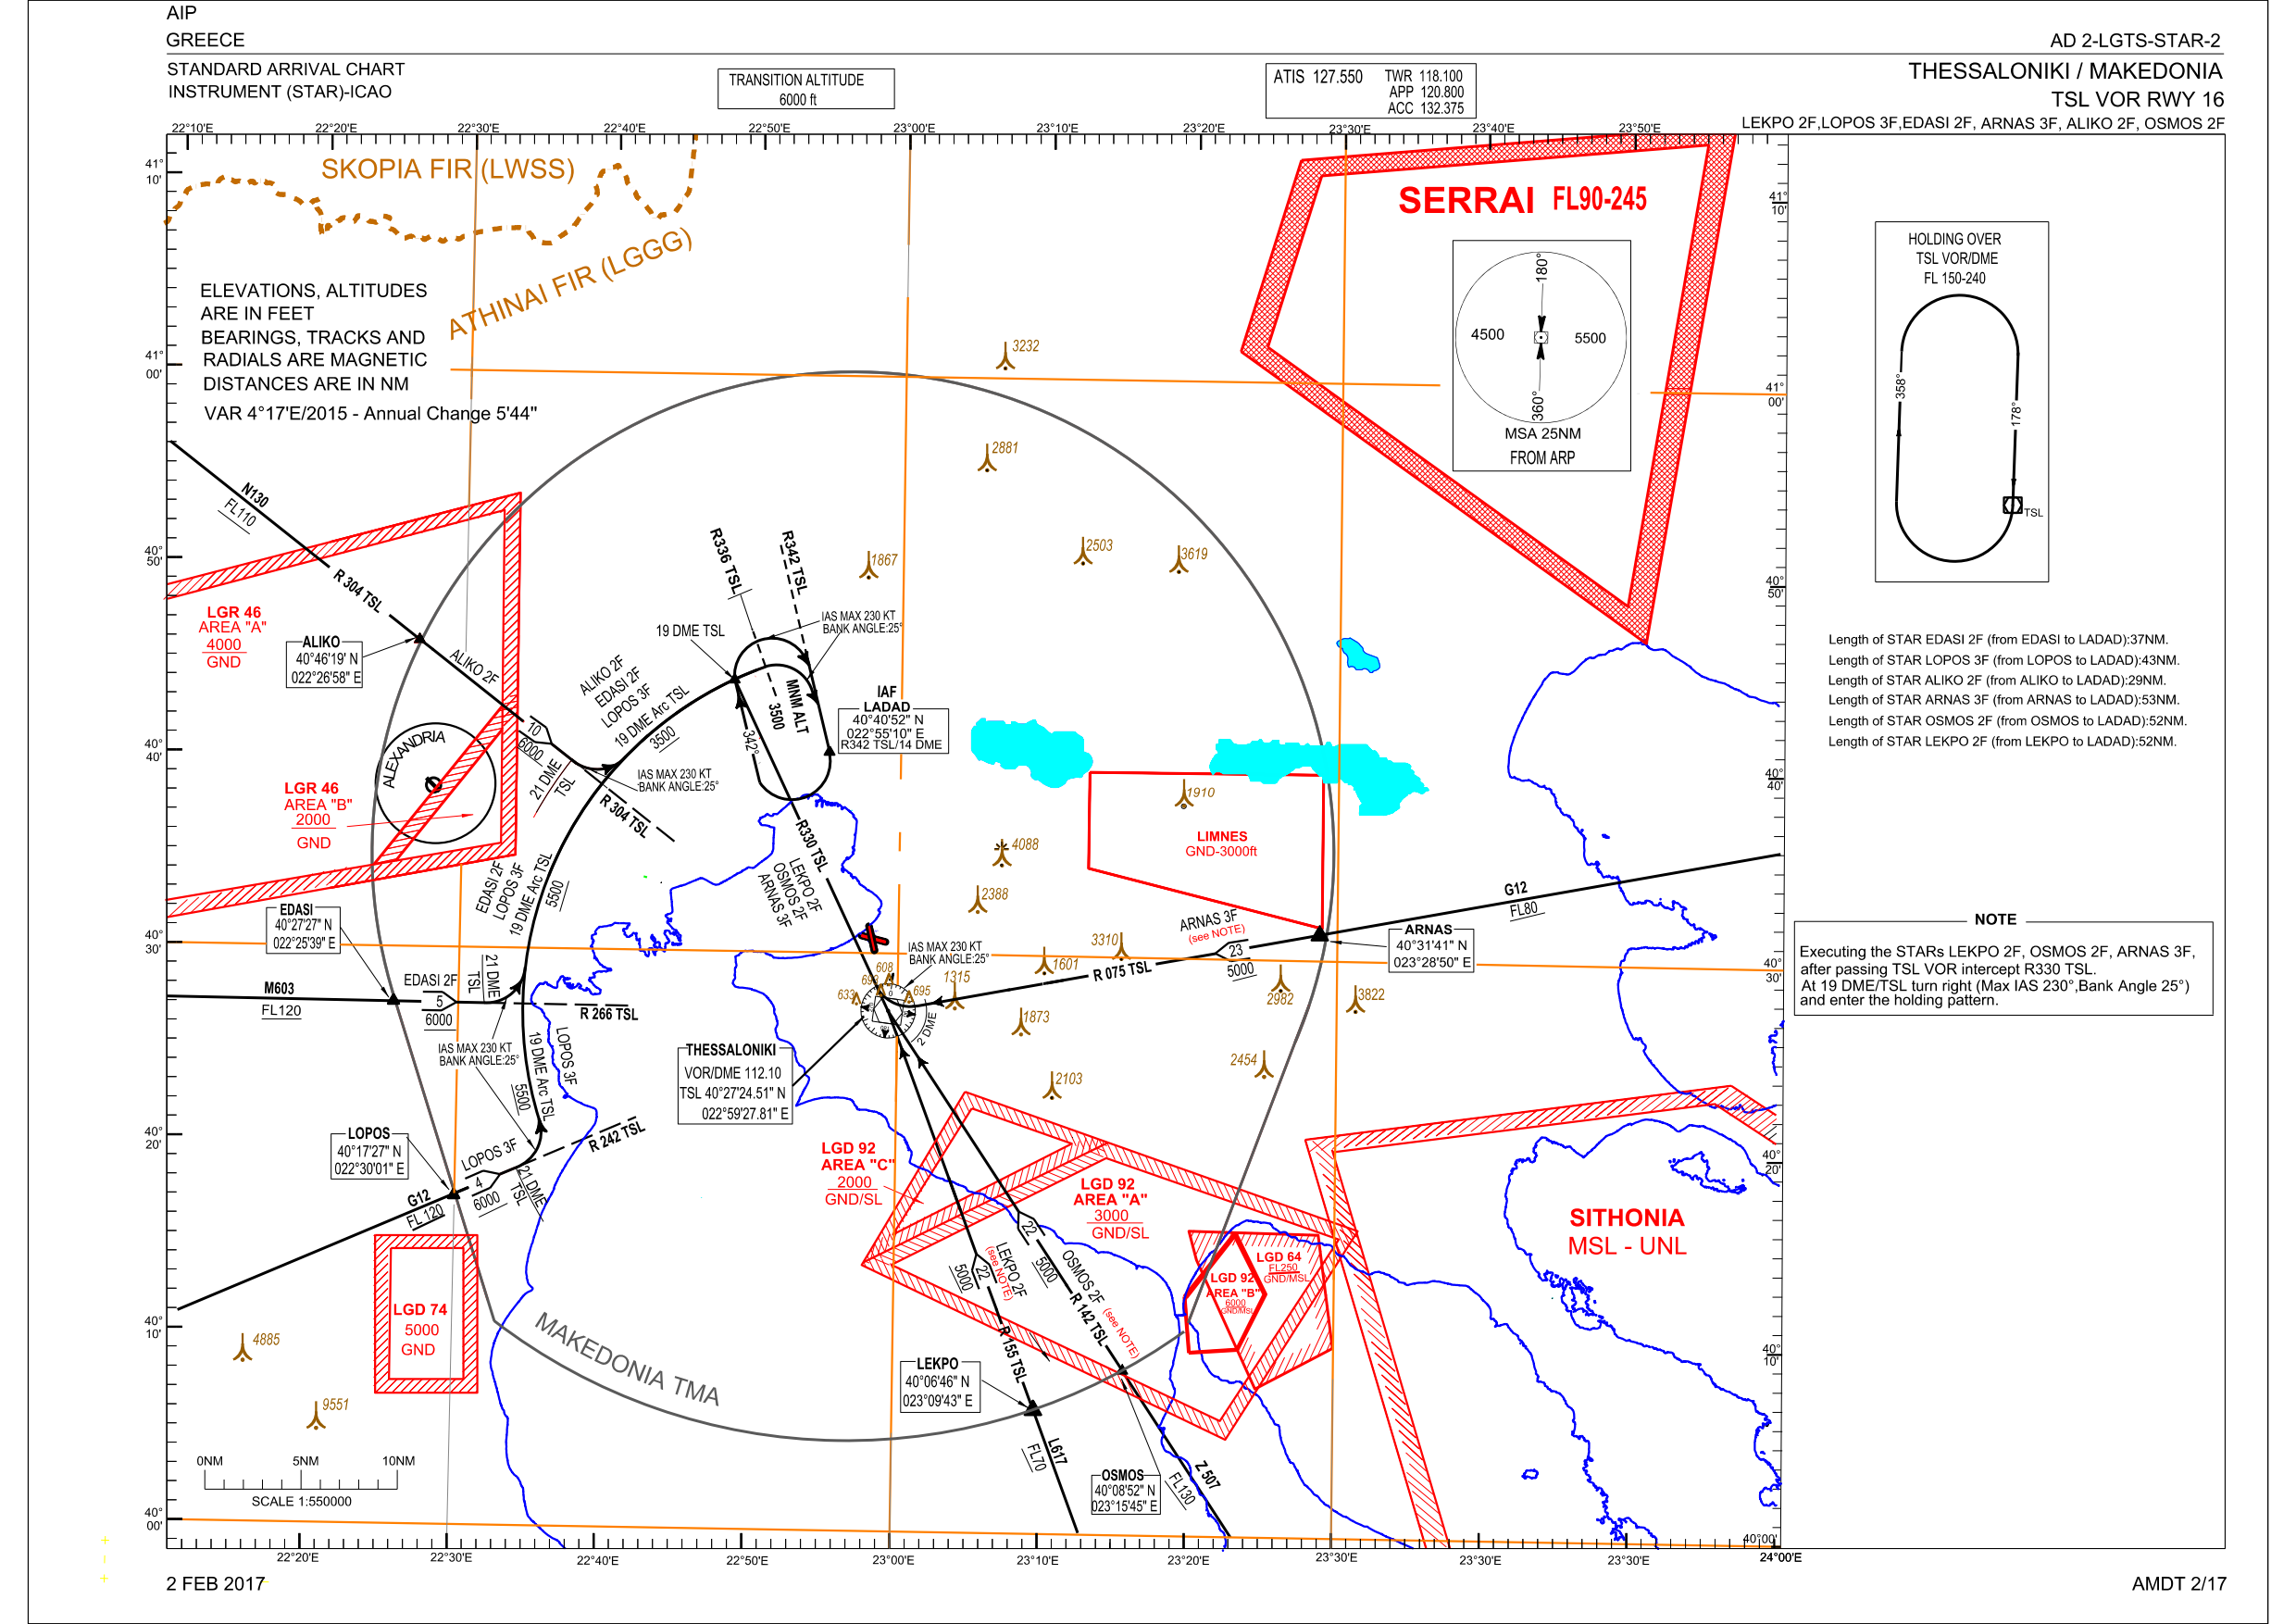 AIP
GREECE
AD 2-LGTS-STAR-2
STANDARD ARRIVAL CHART
INSTRUMENT (STAR)-ICAO
TRANSITION ALTITUDE
6000 ft
ATIS 127.550
TWR 118.100
APP 120.800
ACC 132.375
THESSALONIKI / MAKEDONIA
TSL VOR RWY 16
LEKPO 2F,LOPOS 3F,EDASI 2F, ARNAS 3F, ALIKO 2F, OSMOS 2F
22°10'E
22°20'E
22°30'E
22°40'E
22°50'E
23°00'E
23°10'E
23°20'E
23°30'E
23°40'E
23°50'E
41°
10'
41°
00'
40°
50'
40°
40'
40°
30'
40°
20'
40°
10'
40°
00'
SKOPIA FIR (LWSS)
ATHINAI FIR (LGGG)
ELEVATIONS, ALTITUDES
ARE IN FEET
BEARINGS, TRACKS AND
RADIALS ARE MAGNETIC
DISTANCES ARE IN NM
VAR 4°17'E/2015 - Annual Change 5'44"
SERRAI FL90-245
180°
4500
5500
360°
MSA 25NM
FROM ARP
41°
10'
41°
00'
40°
50'
40°
40'
40°
30'
40°
20'
40°
10'
40°00'
HOLDING OVER
TSL VOR/DME
FL 150-240
358°
178°
TSL
3232
2881
2503
3619
1867
N130
FL110
R 304 TSL
LGR 46
AREA "A"
4000
GND
ALIKO
40°46'19' N
022°26'58" E
ALIKO 2F
R336 TSL
R342 TSL
19 DME TSL
IAS MAX 230 KT
BANK ANGLE:25°
ALIKO 2F
EDASI 2F
LOPOS 3F
19 DME Arc TSL
3500
MNM ALT
3500
342°
IAF
LADAD
40°40'52" N
022°55'10" E
R342 TSL/14 DME
ALEXANDRIA
10
6000
21 DME
TSL
IAS MAX 230 KT
BANK ANGLE:25°
R 304 TSL
LGR 46
AREA "B"
2000
GND
Length of STAR EDASI 2F (from EDASI to LADAD):37NM.
Length of STAR LOPOS 3F (from LOPOS to LADAD):43NM.
Length of STAR ALIKO 2F (from ALIKO to LADAD):29NM.
Length of STAR ARNAS 3F (from ARNAS to LADAD):53NM.
Length of STAR OSMOS 2F (from OSMOS to LADAD):52NM.
Length of STAR LEKPO 2F (from LEKPO to LADAD):52NM.
1910
LIMNES
GND-3000ft
4088
2388
R330 TSL
LEKPO 2F
OSMOS 2F
ARNAS 3F
EDASI 2F
LOPOS 3F
19 DME Arc TSL
5500
G12
FL80
EDASI
40°27'27" N
022°25'39" E
ARNAS 3F
(see NOTE)
23
5000
R 075 TSL
ARNAS
40°31'41" N
023°28'50" E
3310
1601
2982
3822
1315
1873
2454
2103
608
633
695
IAS MAX 230 KT
BANK ANGLE:25°
2 DME
NOTE
Executing the STARs LEKPO 2F, OSMOS 2F, ARNAS 3F,
after passing TSL VOR intercept R330 TSL.
At 19 DME/TSL turn right (Max IAS 230°,Bank Angle 25°)
and enter the holding pattern.
M603
FL120
EDASI 2F
5
6000
21 DME
TSL
R 266 TSL
IAS MAX 230 KT
BANK ANGLE:25°
19 DME Arc TSL
LOPOS 3F
5500
THESSALONIKI
VOR/DME 112.10
TSL 40°27'24.51" N
022°59'27.81" E
LOPOS
40°17'27" N
022°30'01" E
LOPOS 3F
4
6000
21 DME
TSL
R 242 TSL
G12
FL 120
LGD 92
AREA "C"
2000
GND/SL
LGD 92
AREA "A"
3000
GND/SL
LGD 64
FL250
GND/MSL
LGD 92
AREA "B"
6000
GND/MSL
SITHONIA
MSL - UNL
22
5000
LEKPO 2F
(see NOTE)
R 155 TSL
22
5000
OSMOS 2F
(see NOTE)
R 142 TSL
LGD 74
5000
GND
4885
9551
MAKEDONIA TMA
LEKPO
40°06'46" N
023°09'43" E
L617
FL70
OSMOS
40°08'52" N
023°15'45" E
FL130
Z 507
0NM
5NM
10NM
SCALE 1:550000
22°20'E
22°30'E
22°40'E
22°50'E
23°00'E
23°10'E
23°20'E
23°30'E
23°30'E
23°30'E
24°00'E
2 FEB 2017
AMDT 2/17